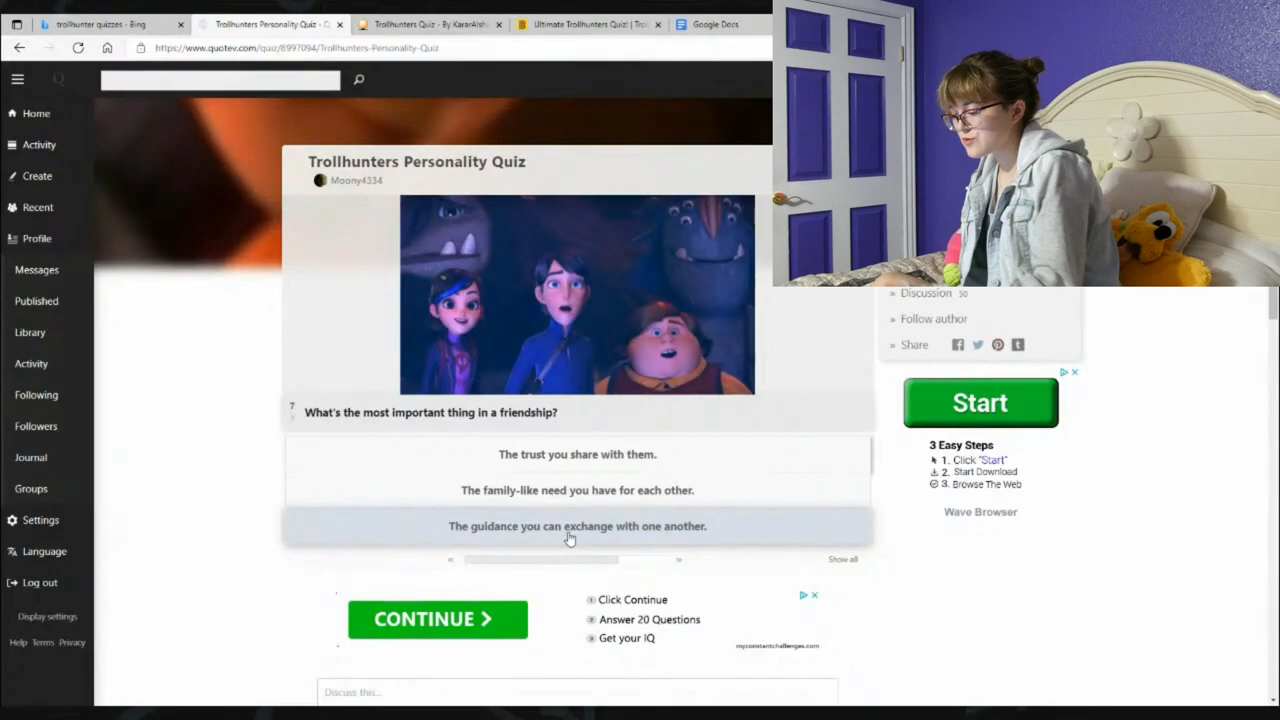 trollhunter quizzes - Bing
Trollhunters Personality Quiz -
Trollhunters Quiz - By KararAlsh
Ultimate Trollhunters Quiz! | Trol
Google Docs
https://www.quotev.com/quiz/8997094/Trollhunters-Personality-Quiz
Q
Home
Activity
Create
Recent
Profile
Messages
Published
Library
Activity
Following
Followers
Journal
Groups
Settings
Language
Log out
Display settings
Help Terms Privacy
Trollhunters Personality Quiz
Moony4334
7
What's the most important thing in a friendship?
The trust you share with them.
The family-like need you have for each other.
The guidance you can exchange with one another.
« » Show all
CONTINUE >
1 Click Continue
2 Answer 20 Questions
3 Get your IQ
myconstantchallenges.com
Discuss this...
» Discussion 50
» Follow author
» Share
Start
3 Easy Steps
1. Click "Start"
2. Start Download
3. Browse The Web
Wave Browser